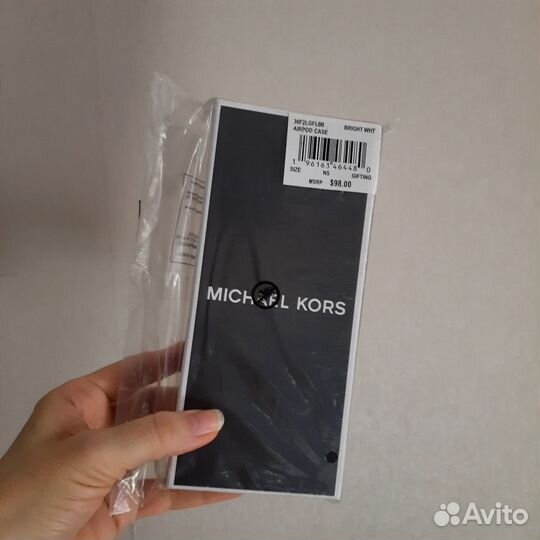 36F2LGFL0B BRIGHT WHT
AIRPOD CASE
1 96163 46448 0
SIZE NS GIFTING
MSRP $98.00
MICHAEL KORS
Avito